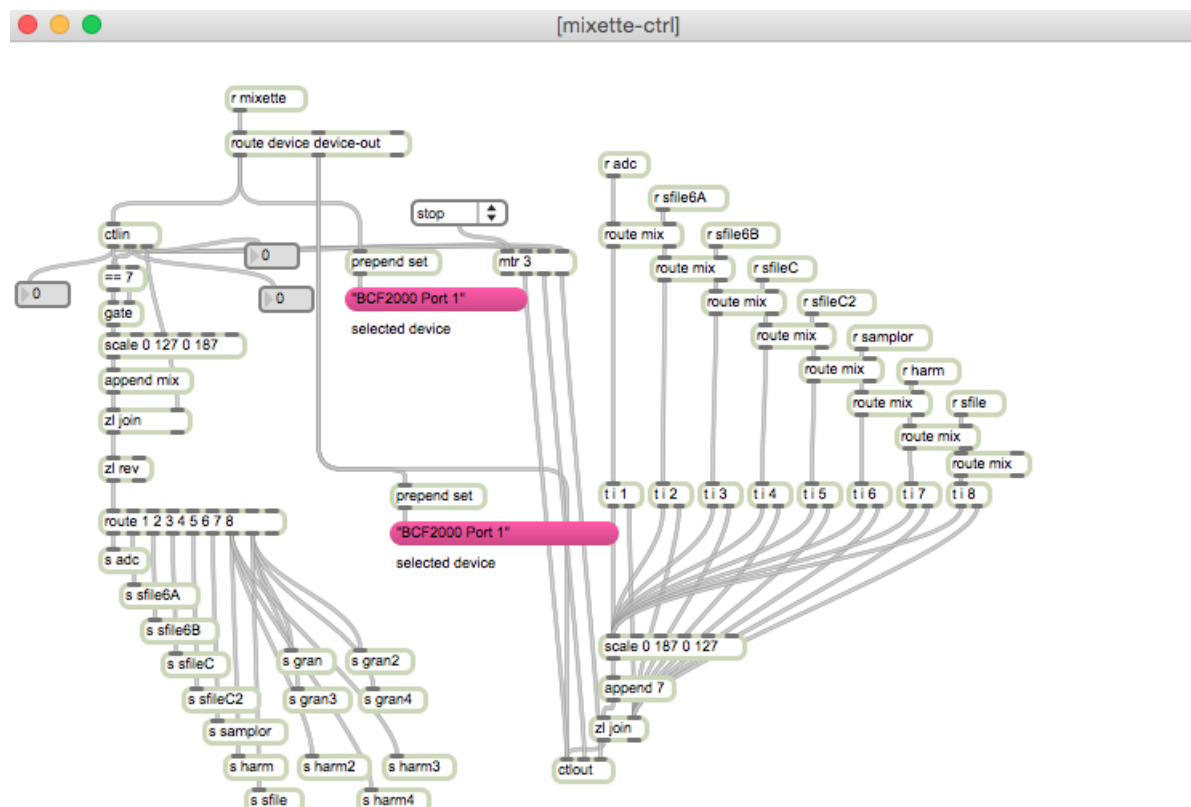 [mixette-ctrl]
r mixette
route device device-out
r adc
r sfile6A
stop
ctlin
route mix
r sfile6B
0
prepend set
mtr 3
route mix
r sfileC
== 7
0
0
"BCF2000 Port 1"
route mix
r sfileC2
gate
selected device
route mix
r samplor
scale 0 127 0 187
route mix
r harm
append mix
route mix
r sfile
zl join
route mix
zl rev
route mix
prepend set
t i 1
t i 2
t i 3
t i 4
t i 5
t i 6
t i 7
t i 8
route 1 2 3 4 5 6 7 8
"BCF2000 Port 1"
s adc
selected device
s sfile6A
s sfile6B
scale 0 187 0 127
s sfileC
s gran
s gran2
append 7
s sfileC2
s gran3
s gran4
s samplor
zl join
s harm
s harm2
s harm3
ctlout
s sfile
s harm4